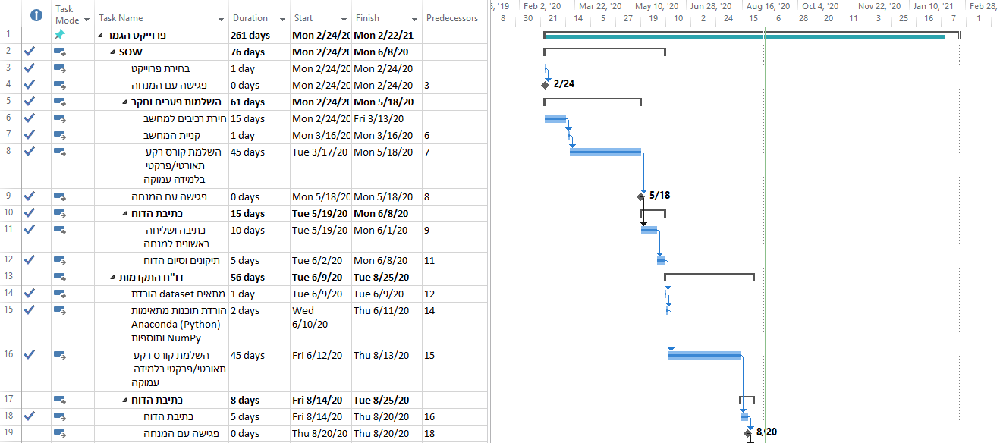 Task Mode Task Name Duration Start Finish Predecessors
5, '19 Feb 2, '20 Mar 22, '20 May 10, '20 Jun 28, '20 Aug 16, '20 Oct 4, '20 Nov 22, '20 Jan 10, '21 Feb 28,
8 30 21 14 5 27 19 10 2 24 15 6 28 20 11 3 25 16 7 1
1 פרוייקט הגמר 261 days Mon 2/24/20 Mon 2/22/21
2 SOW 76 days Mon 2/24/20 Mon 6/8/20
3 בחירת פרוייקט 1 day Mon 2/24/20 Mon 2/24/20
4 פגישה עם המנחה 0 days Mon 2/24/20 Mon 2/24/20 3
2/24
5 השלמות פערים וחקר 61 days Mon 2/24/20 Mon 5/18/20
6 חירת רכיבים למחשב 15 days Mon 2/24/20 Fri 3/13/20
7 קניית המחשב 1 day Mon 3/16/20 Mon 3/16/20 6
8 השלמת קורס רקע 45 days Tue 3/17/20 Mon 5/18/20 7
תאורטי/פרקטי
בלמידה עמוקה
9 פגישה עם המנחה 0 days Mon 5/18/20 Mon 5/18/20 8
5/18
10 כתיבת הדוח 15 days Tue 5/19/20 Mon 6/8/20
11 כתיבה ושליחה 10 days Tue 5/19/20 Mon 6/1/20 9
ראשונית למנחה
12 תיקונים וסיום הדוח 5 days Tue 6/2/20 Mon 6/8/20 11
13 דו"ח התקדמות 56 days Tue 6/9/20 Tue 8/25/20
14 הורדת dataset מתאים 1 day Tue 6/9/20 Tue 6/9/20 12
15 הורדת תוכנות מתאימות 2 days Wed 6/10/20 Thu 6/11/20 14
Anaconda (Python)
ותוספות NumPy
16 השלמת קורס רקע 45 days Fri 6/12/20 Thu 8/13/20 15
תאורטי/פרקטי בלמידה
עמוקה
17 כתיבת הדוח 8 days Fri 8/14/20 Tue 8/25/20
18 כתיבת הדוח 5 days Fri 8/14/20 Thu 8/20/20 16
19 פגישה עם המנחה 0 days Thu 8/20/20 Thu 8/20/20 18
8/20